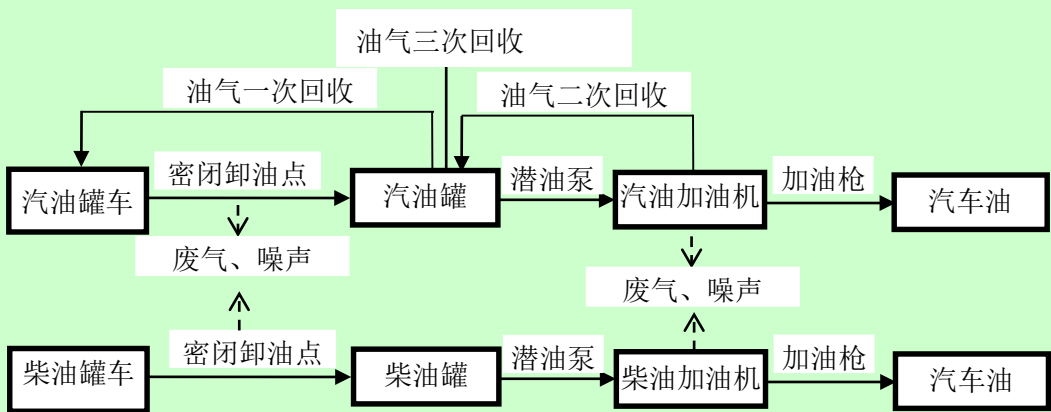 油气三次回收
油气一次回收
油气二次回收
汽油罐车
密闭卸油点
汽油罐
潜油泵
汽油加油机
加油枪
汽车油
废气、噪声
废气、噪声
柴油罐车
密闭卸油点
柴油罐
潜油泵
柴油加油机
加油枪
汽车油